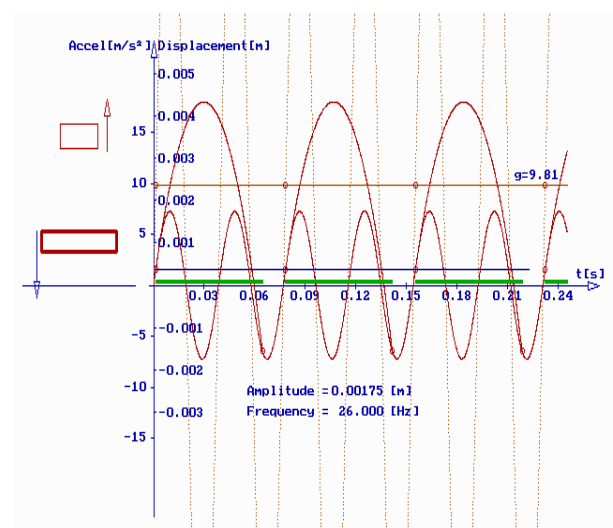 Accel[m/s²] Displacement[m]
0.005
0.004
15
0.003
g=9.81
10
0.002
5
0.001
t[s]
0.03 0.06 0.09 0.12 0.15 0.18 0.21 0.24
-0.001
-5
-0.002
-10
Amplitude =0.00175 [m]
-0.003
Frequency = 26.000 [Hz]
-15